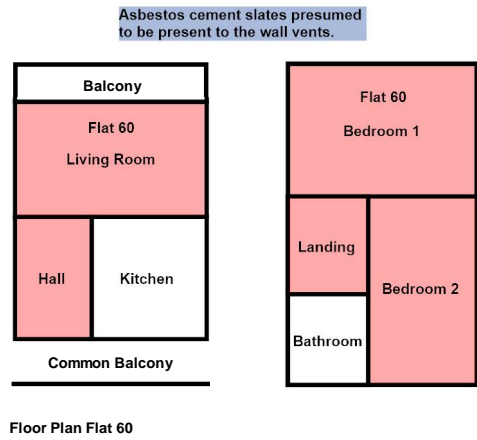 Asbestos cement slates presumed
to be present to the wall vents.
Balcony
Flat 60
Living Room
Hall
Kitchen
Common Balcony
Flat 60
Bedroom 1
Landing
Bedroom 2
Bathroom
Floor Plan Flat 60